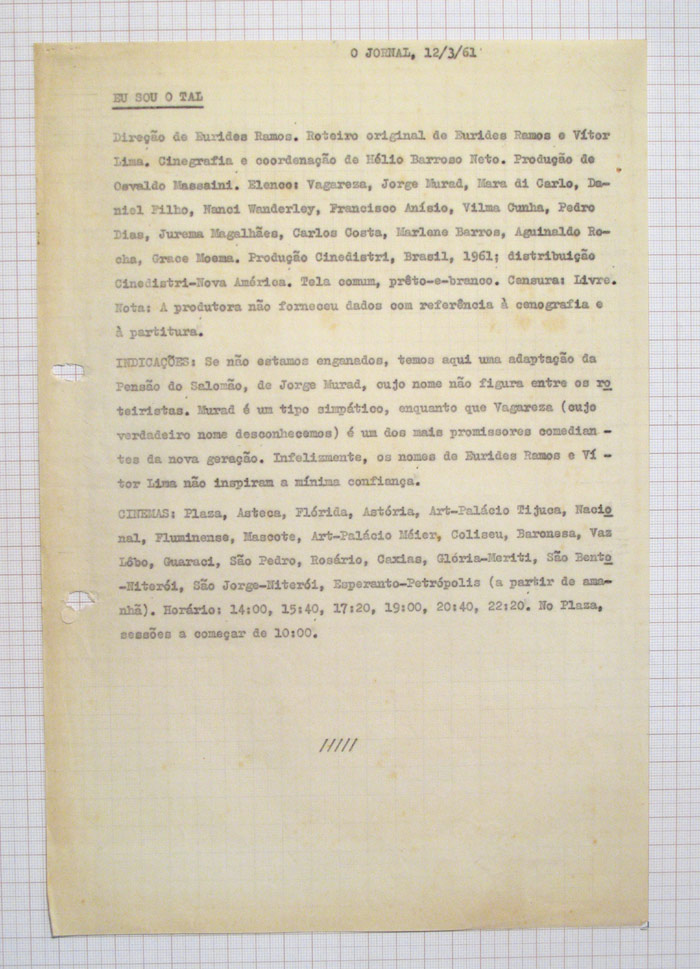 O JORNAL, 12/3/61
EU SOU O TAL
Direção de Eurides Ramos. Roteiro original de Eurides Ramos e Vítor
Lima. Cinegrafia e coordenação de Hélio Barroso Neto. Produção de
Osvaldo Massaini. Elenco: Vagareza, Jorge Murad, Mara di Carlo, Da-
niel Filho, Nanci Wanderley, Francisco Anísio, Vilma Cunha, Pedro
Dias, Jurema Magalhães, Carlos Costa, Marlene Barros, Aguinaldo Ro-
cha, Grace Moema. Produção Cinedistri, Brasil, 1961; distribuição
Cinedistri-Nova América. Tela comum, prêto-e-branco. Censura: Livre.
Nota: A produtora não forneceu dados com referência à cenografia e
à partitura.
INDICAÇÕES: Se não estamos enganados, temos aqui uma adaptação da
Pensão do Salomão, de Jorge Murad, cujo nome não figura entre os ro
teiristas. Murad é um tipo simpático, enquanto que Vagareza (cujo
verdadeiro nome desconhecemos) é um dos mais promissores comedian -
tes da nova geração. Infelizmente, os nomes de Eurides Ramos e Ví -
tor Lima não inspiram a mínima confiança.
CINEMAS: Plaza, Asteca, Flórida, Astória, Art-Palácio Tijuca, Nacio
nal, Fluminense, Mascote, Art-Palácio Méier, Coliseu, Baronesa, Vaz
Lôbo, Guaraci, São Pedro, Rosário, Caxias, Glória-Meriti, São Bento
-Niterói, São Jorge-Niterói, Esperanto-Petrópolis (a partir de ama-
nhã). Horário: 14:00, 15:40, 17:20, 19:00, 20:40, 22:20. No Plaza,
sessões a começar de 10:00.
/////